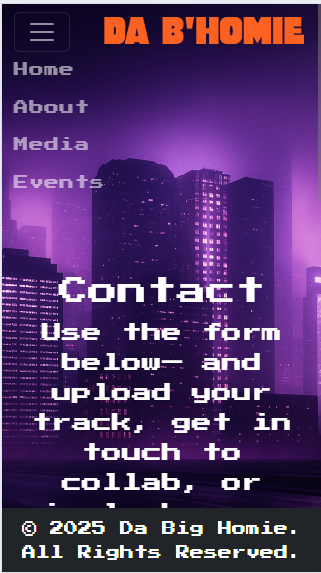 DA B'HOMIE
Home
About
Media
Events
Contact
Use the form
below— and
upload your
track, get in
touch to
collab, or
© 2025 Da Big Homie.
All Rights Reserved.